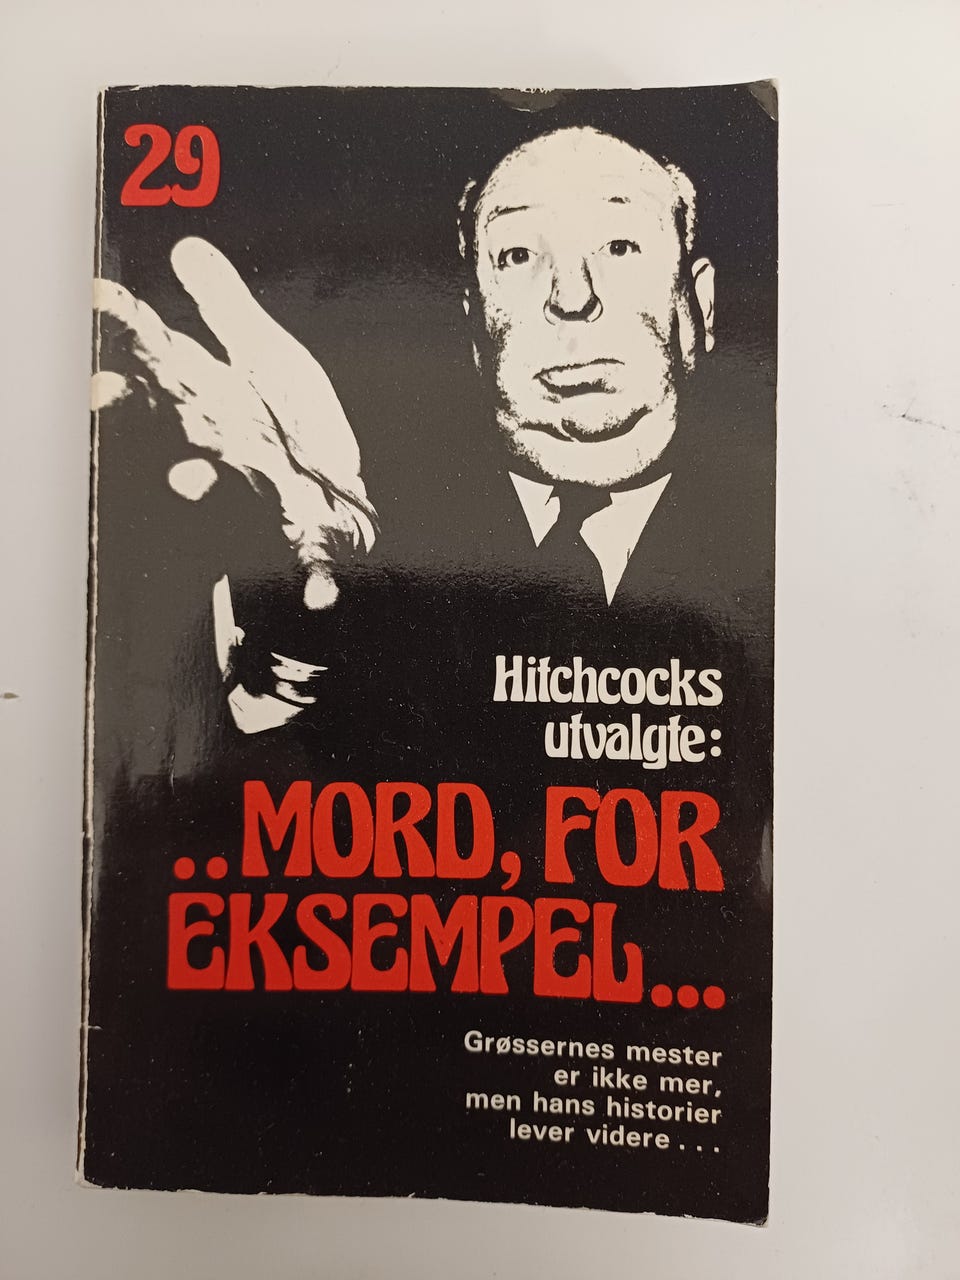 29
Hitchcocks
utvalgte:
..MORD, FOR
EKSEMPEL...
Grøssernes mester
er ikke mer,
men hans historier
lever videre . . .